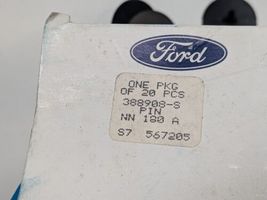 Ford
ONE PKG
OF 20 PCS
388908-S
PIN
NN 180 A
S7 567205